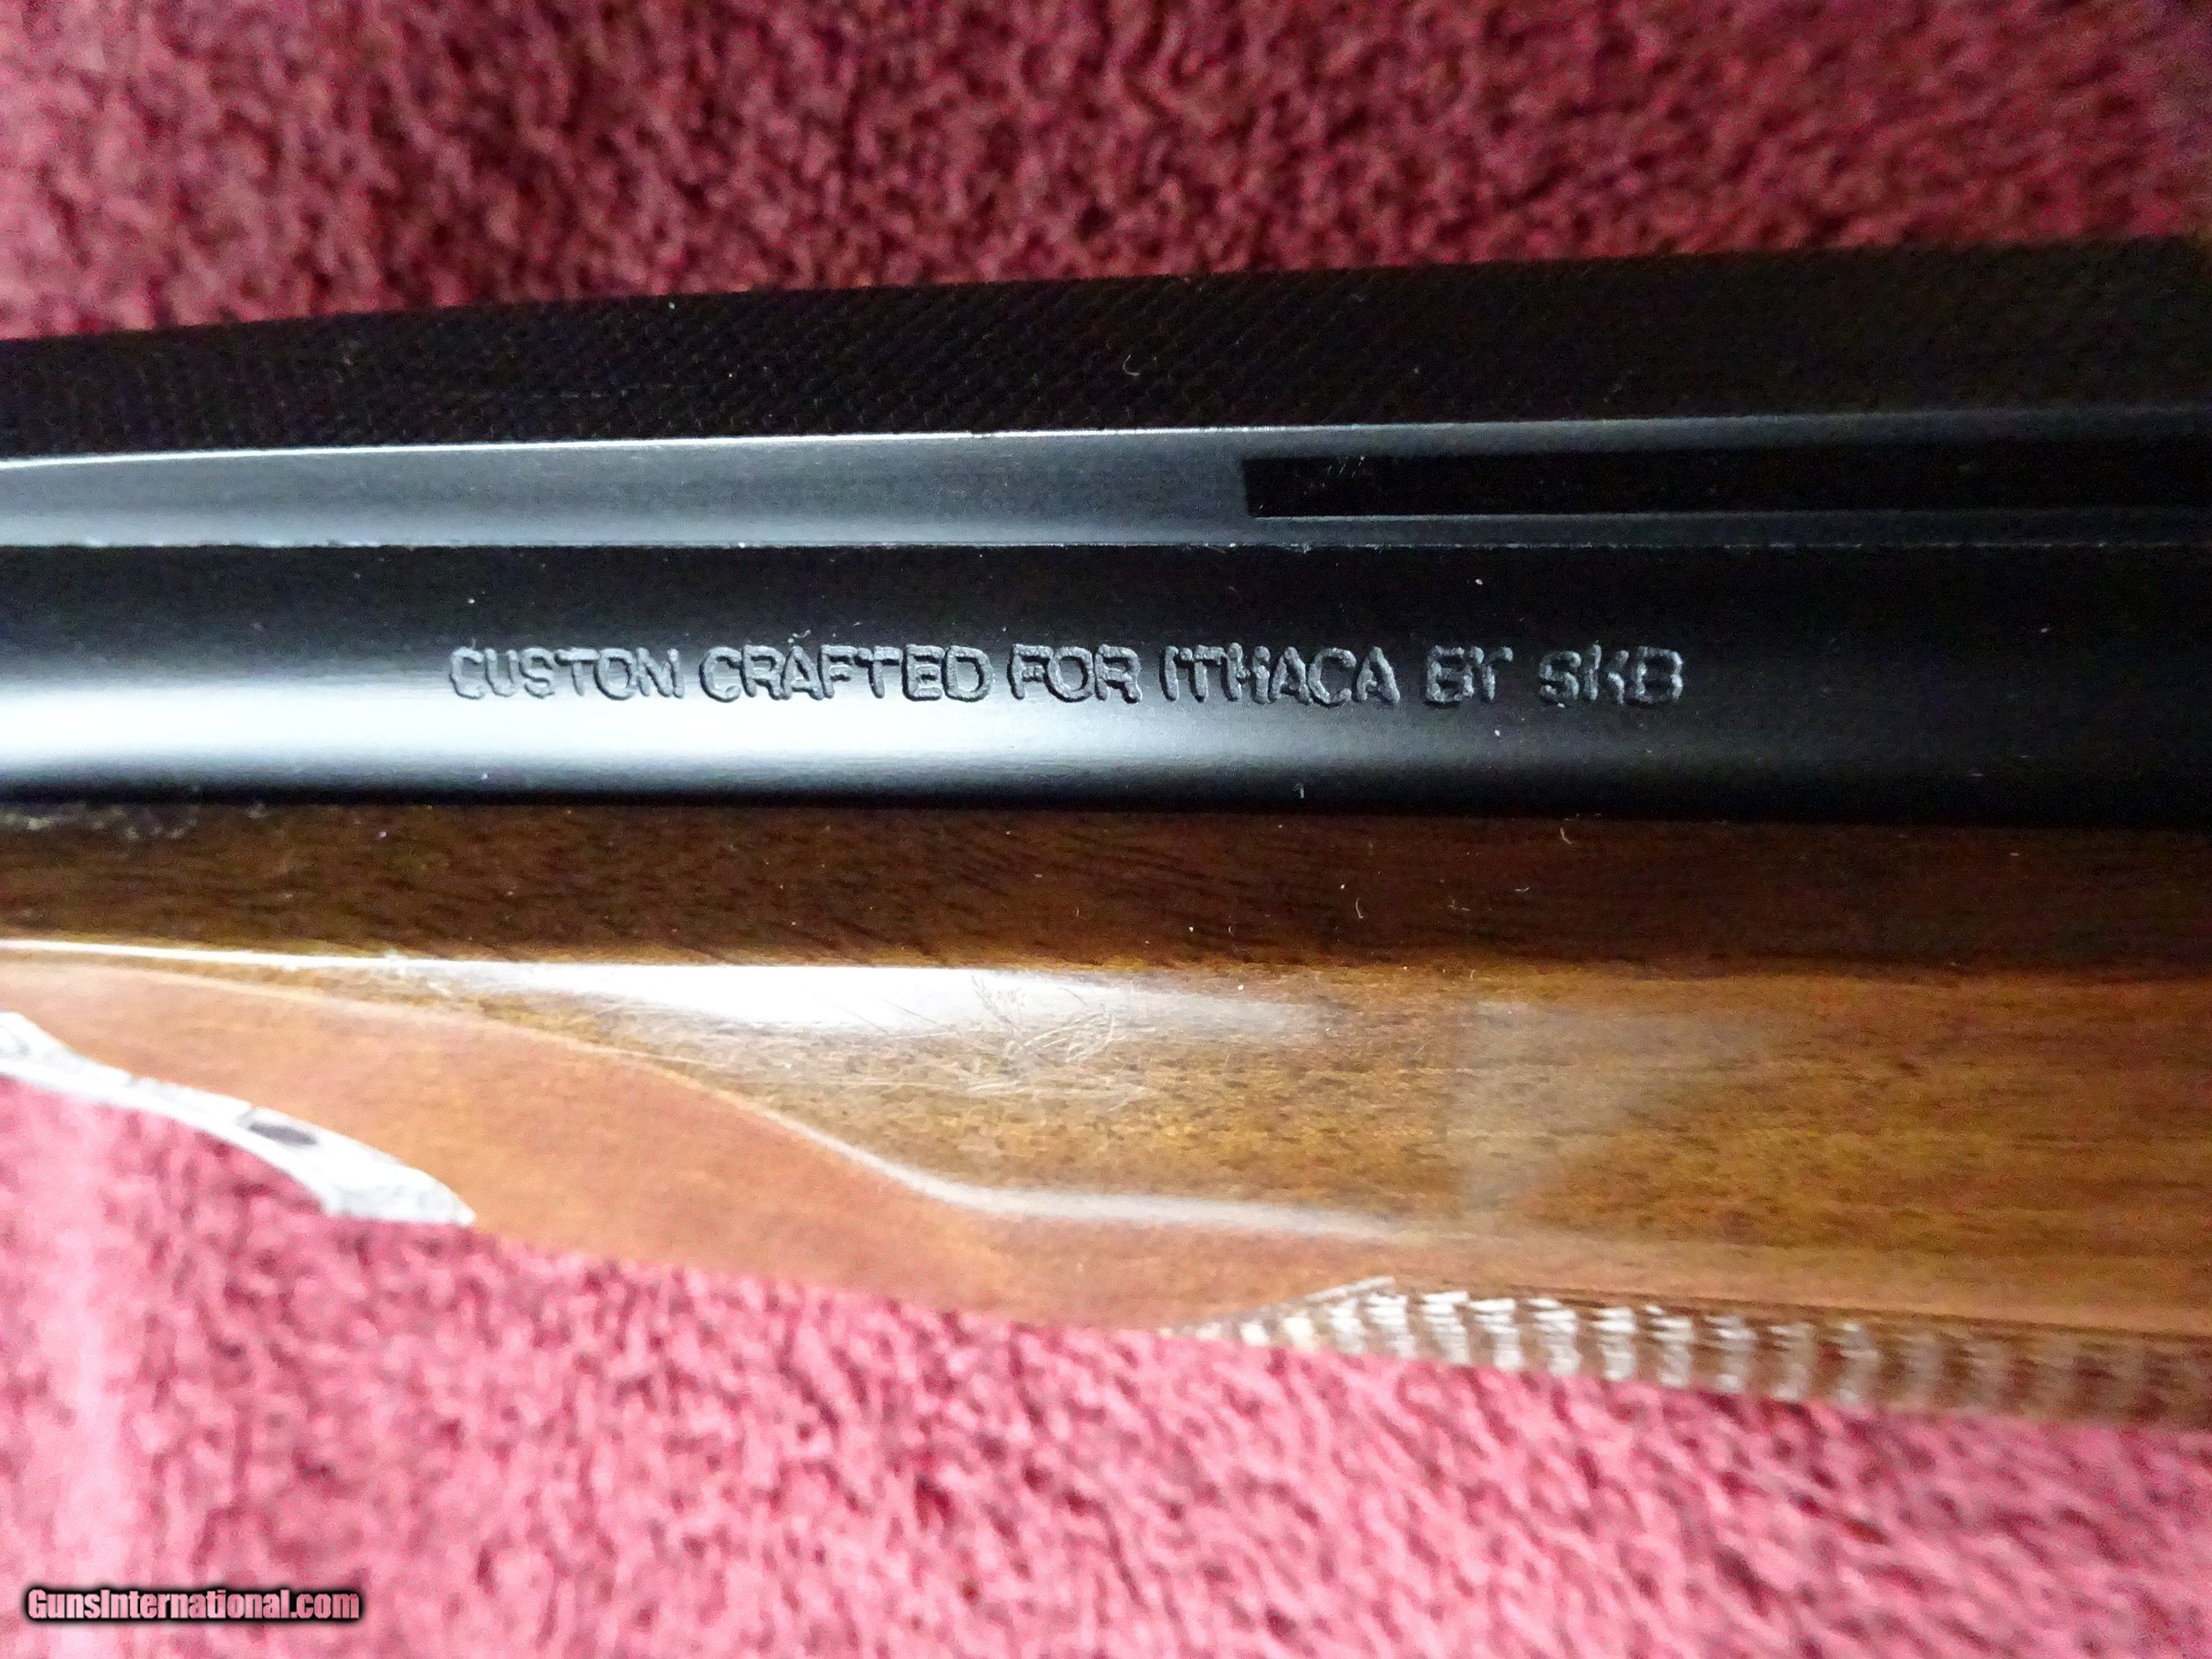 CUSTOM CRAFTED FOR ITHACA BY SKB
GunsInternational.com